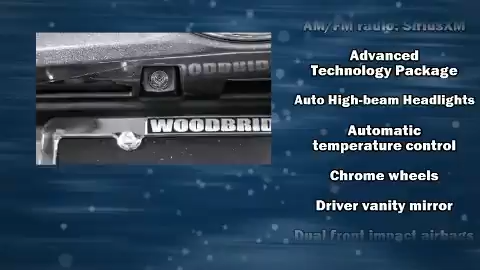 AM/FM radio: SiriusXM
Advanced
Technology Package
Auto High-beam Headlights
Automatic
temperature control
Chrome wheels
Driver vanity mirror
Dual front impact airbags
WOODBRID